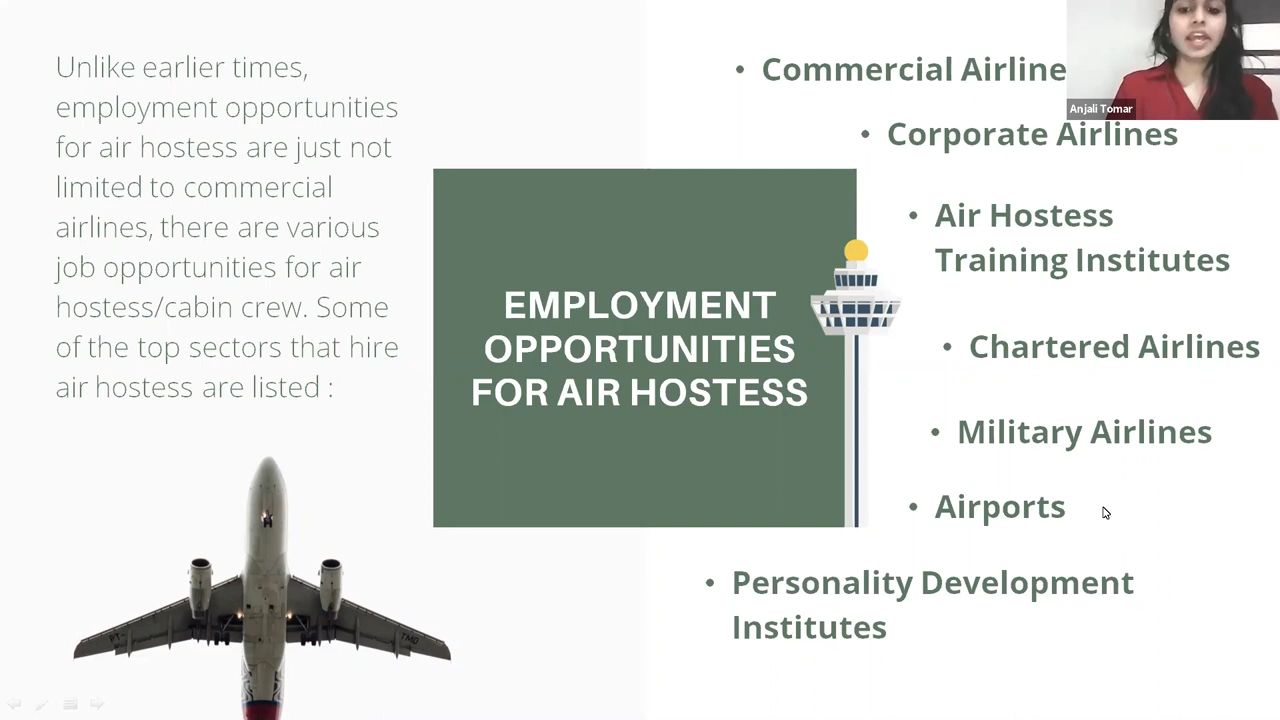 Unlike earlier times,
employment opportunities
for air hostess are just not
limited to commercial
airlines, there are various
job opportunities for air
hostess/cabin crew. Some
of the top sectors that hire
air hostess are listed :
EMPLOYMENT
OPPORTUNITIES
FOR AIR HOSTESS
• Commercial Airline
Anjali Tomar
• Corporate Airlines
• Air Hostess
Training Institutes
• Chartered Airlines
• Military Airlines
• Airports
• Personality Development
Institutes